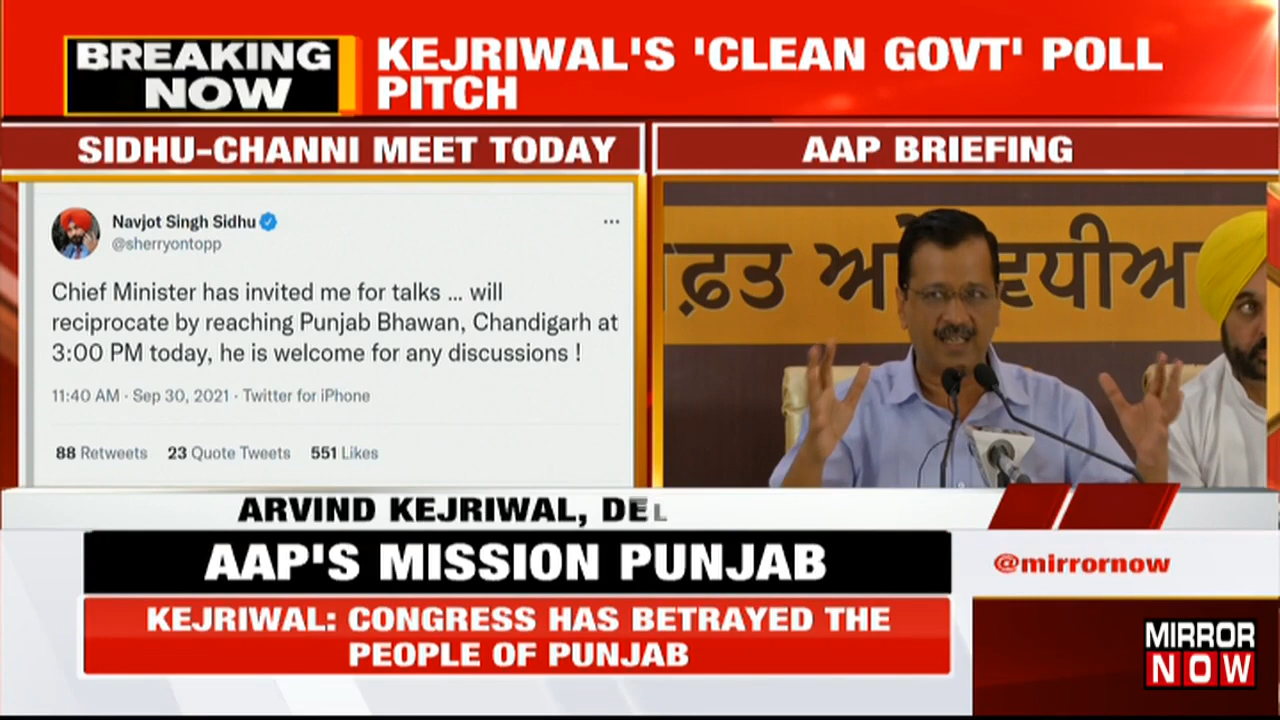 BREAKING
NOW
KEJRIWAL'S 'CLEAN GOVT' POLL
PITCH
SIDHU-CHANNI MEET TODAY
AAP BRIEFING
Navjot Singh Sidhu
@sherryontopp
Chief Minister has invited me for talks ... will
reciprocate by reaching Punjab Bhawan, Chandigarh at
3:00 PM today, he is welcome for any discussions !
11:40 AM · Sep 30, 2021 · Twitter for iPhone
88 Retweets 23 Quote Tweets 551 Likes
ARVIND KEJRIWAL, DEL
AAP'S MISSION PUNJAB
KEJRIWAL: CONGRESS HAS BETRAYED THE
PEOPLE OF PUNJAB
@mirrornow
MIRROR
NOW